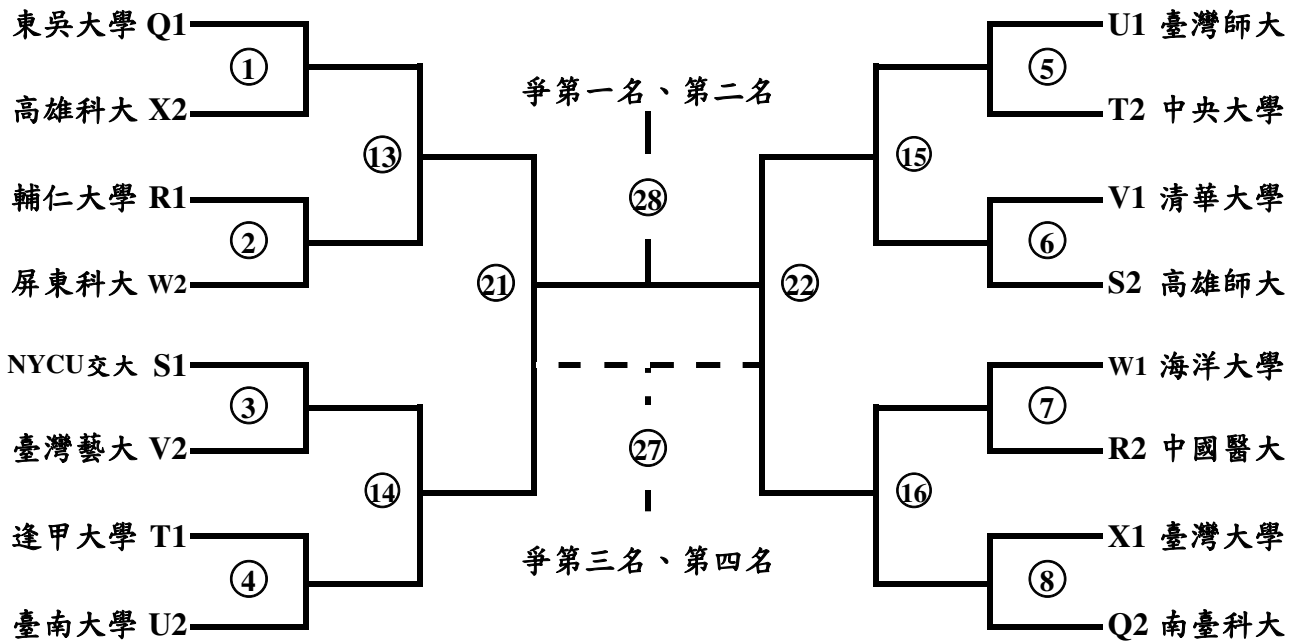 東吳大學 Q1
U1 臺灣師大
①
⑤
爭第一名、第二名
高雄科大 X2
T2 中央大學
⑬
⑮
輔仁大學 R1
㉘
V1 清華大學
②
⑥
屏東科大 W2
㉑
㉒
S2 高雄師大
NYCU交大 S1
W1 海洋大學
③
⑦
臺灣藝大 V2
㉗
R2 中國醫大
⑭
⑯
逢甲大學 T1
X1 臺灣大學
爭第三名、第四名
④
⑧
臺南大學 U2
Q2 南臺科大